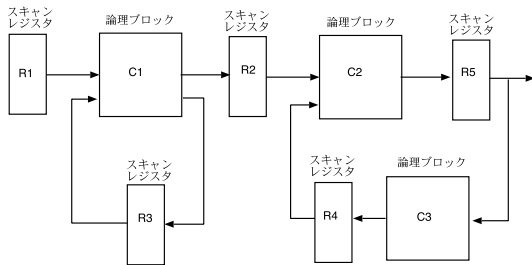 スキャン
レジスタ
R1
論理ブロック
C1
スキャン
レジスタ
R2
論理ブロック
C2
スキャン
レジスタ
R5
スキャン
レジスタ
R3
スキャン
レジスタ
R4
論理ブロック
C3